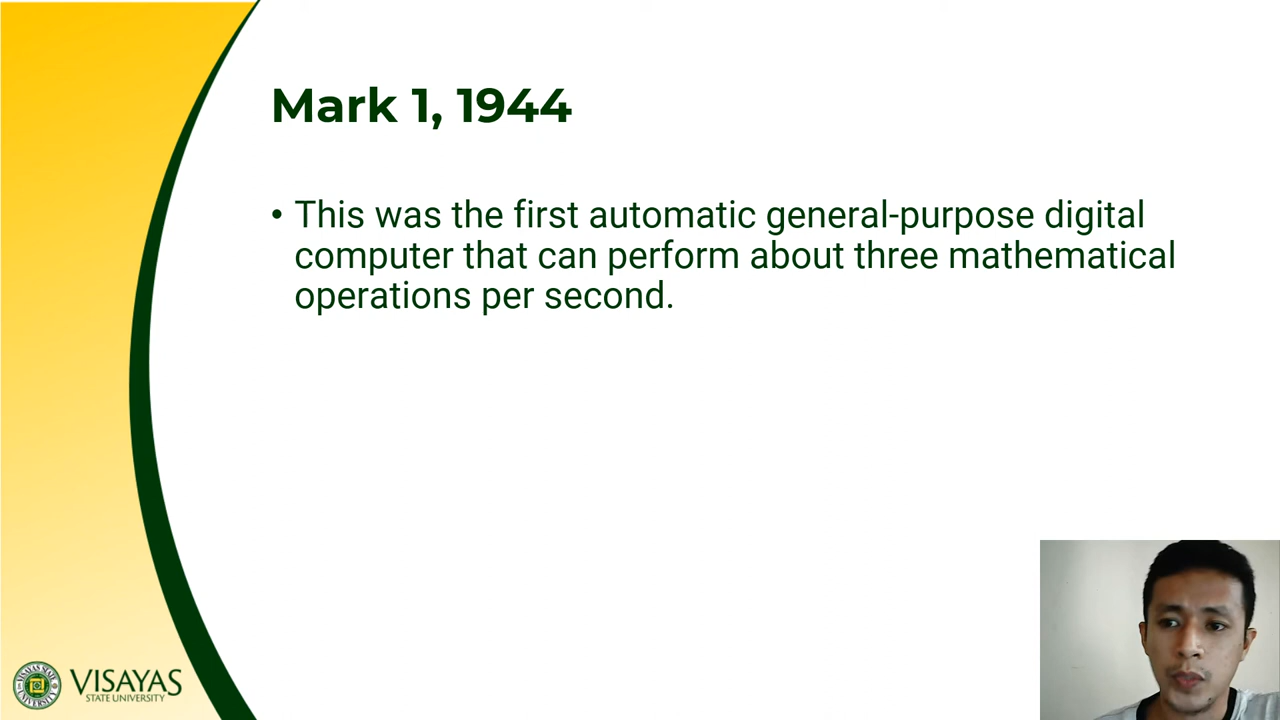 Mark 1, 1944
• This was the first automatic general-purpose digital
computer that can perform about three mathematical
operations per second.
VISAYAS
STATE UNIVERSITY